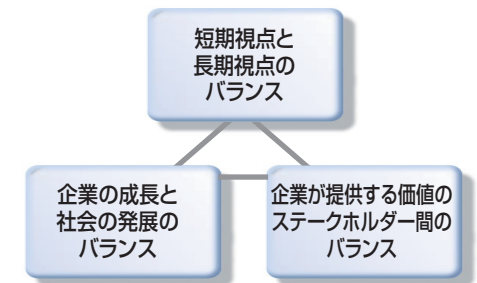 短期視点と
長期視点の
バランス
企業の成長と
社会の発展の
バランス
企業が提供する価値の
ステークホルダー間の
バランス